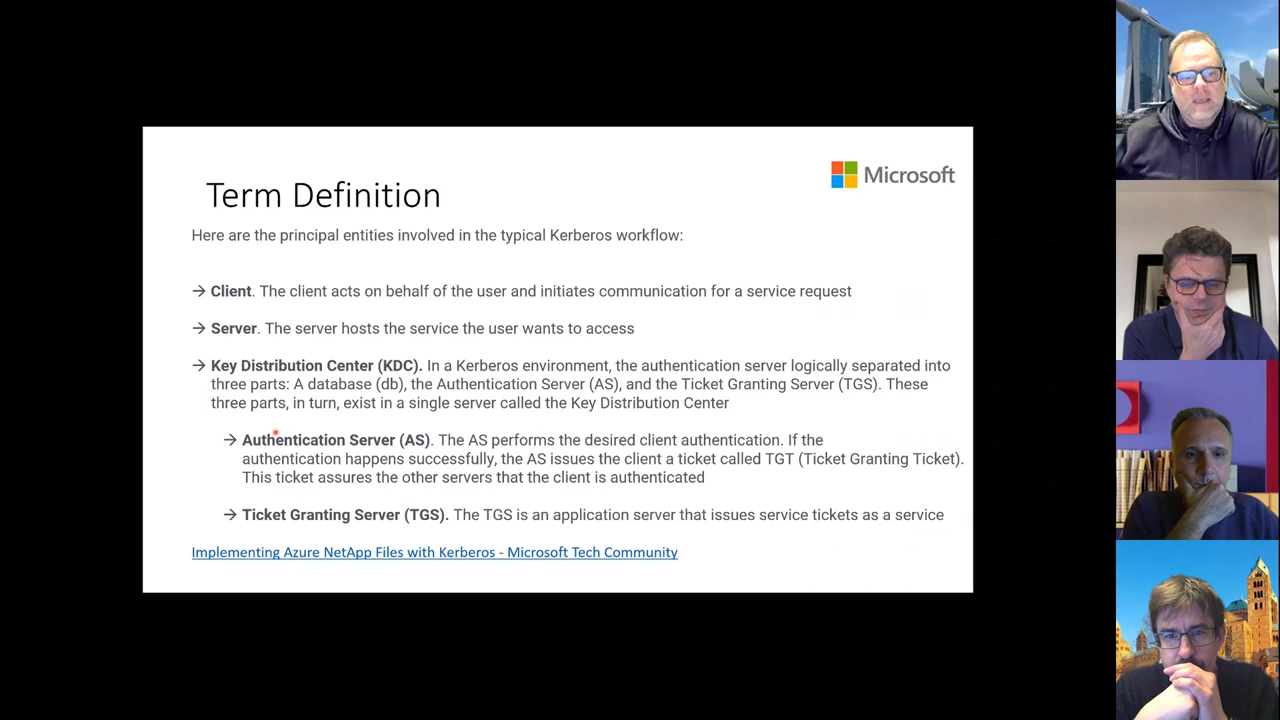 Microsoft
Term Definition
Here are the principal entities involved in the typical Kerberos workflow:
→ Client. The client acts on behalf of the user and initiates communication for a service request
→ Server. The server hosts the service the user wants to access
→ Key Distribution Center (KDC). In a Kerberos environment, the authentication server logically separated into
three parts: A database (db), the Authentication Server (AS), and the Ticket Granting Server (TGS). These
three parts, in turn, exist in a single server called the Key Distribution Center
→ Authentication Server (AS). The AS performs the desired client authentication. If the
authentication happens successfully, the AS issues the client a ticket called TGT (Ticket Granting Ticket).
This ticket assures the other servers that the client is authenticated
→ Ticket Granting Server (TGS). The TGS is an application server that issues service tickets as a service
Implementing Azure NetApp Files with Kerberos - Microsoft Tech Community